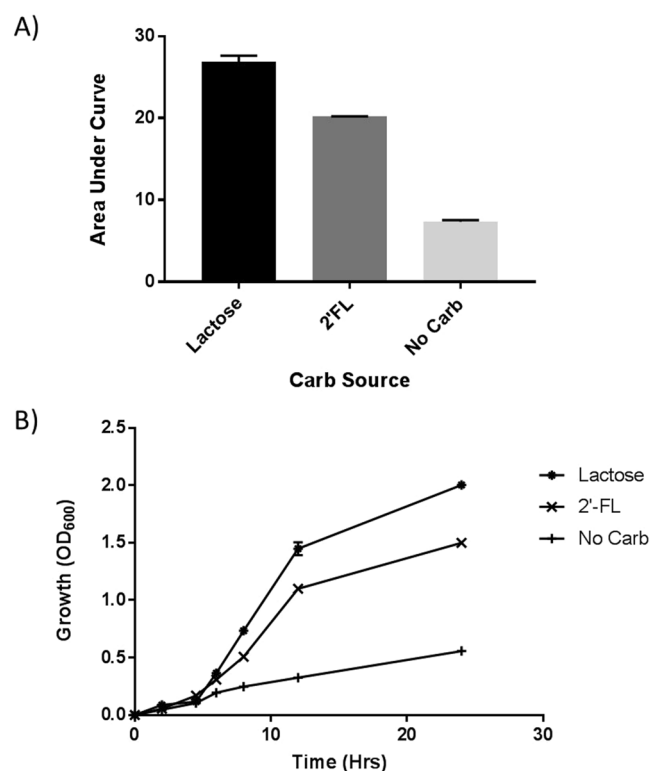 A)
Area Under Curve
30
20
10
0
Lactose
2'FL
No Carb
Carb Source
B)
Growth (OD600)
2.5
2.0
1.5
1.0
0.5
0.0
0
10
20
30
Time (Hrs)
Lactose
2'-FL
No Carb